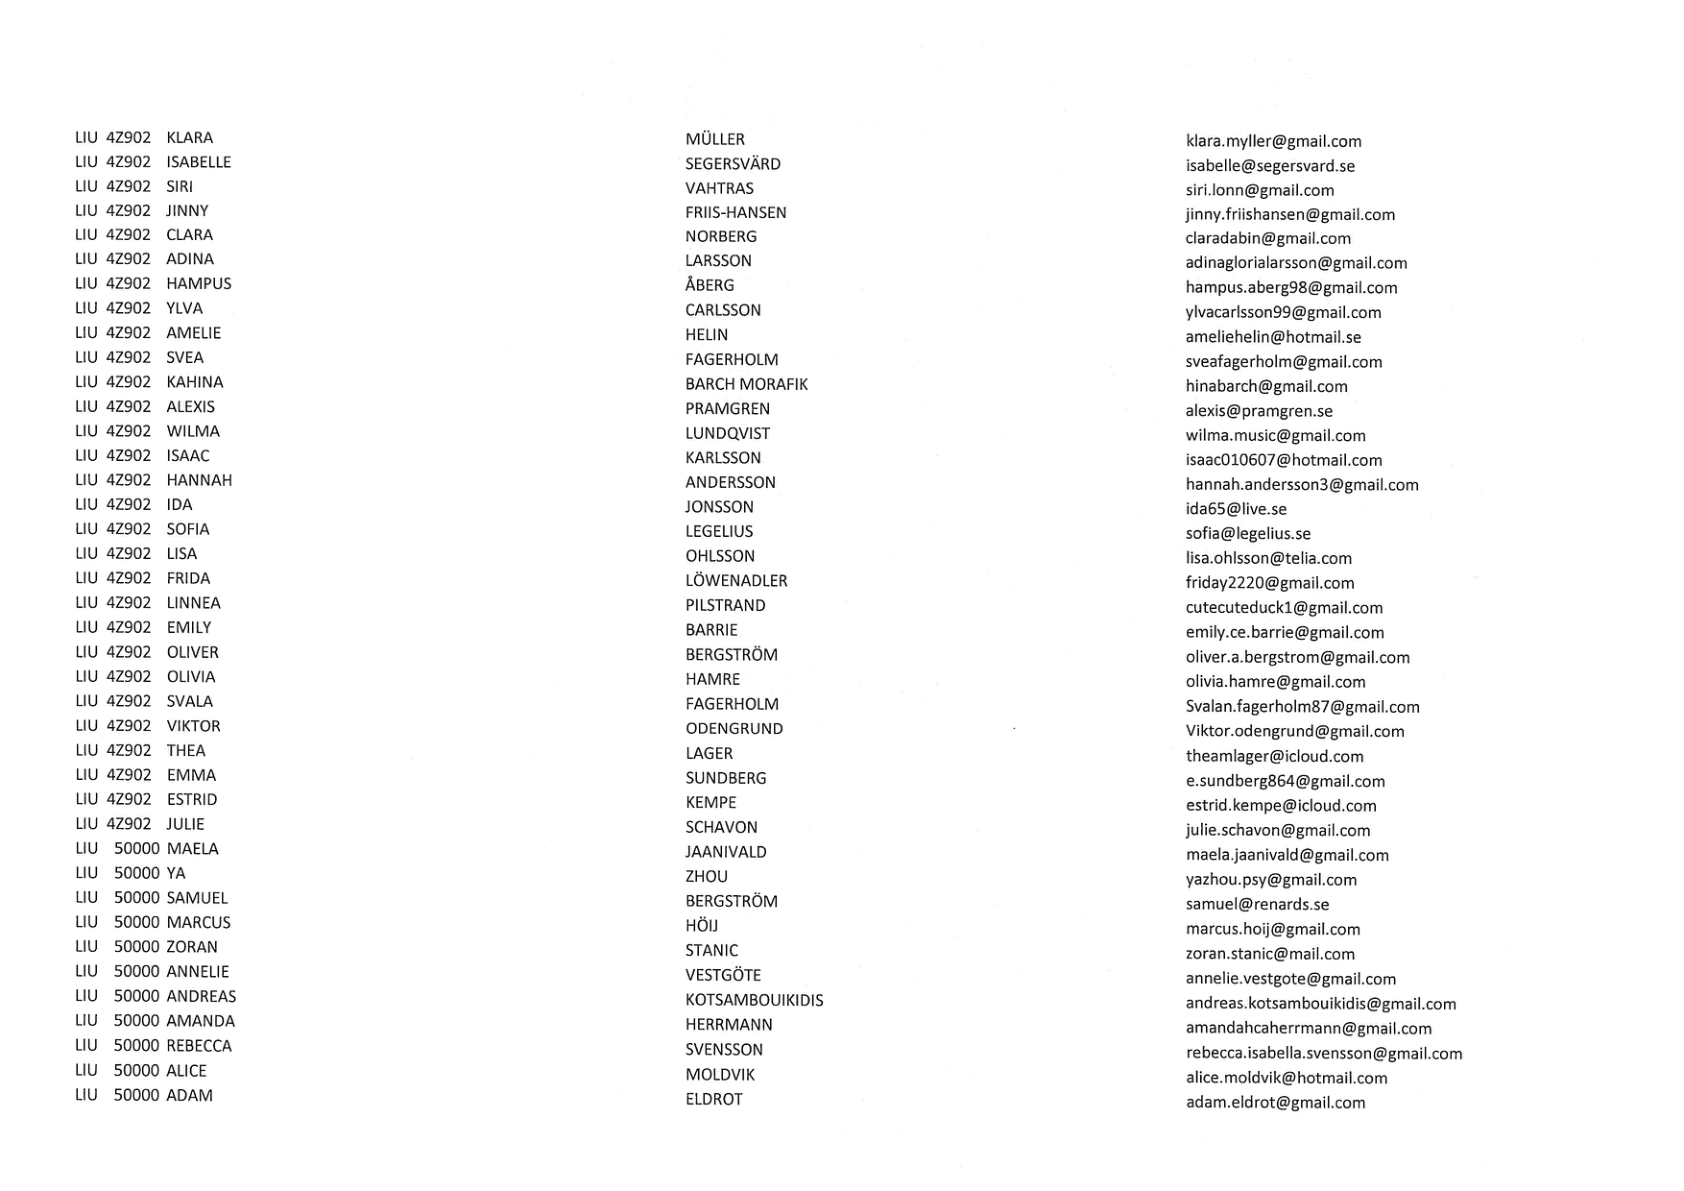 LIU 4Z902 KLARA MÜLLER klara.myller@gmail.com
LIU 4Z902 ISABELLE SEGERSVÄRD isabelle@segersvard.se
LIU 4Z902 SIRI VAHTRAS siri.lonn@gmail.com
LIU 4Z902 JINNY FRIIS-HANSEN jinny.friishansen@gmail.com
LIU 4Z902 CLARA NORBERG claradabin@gmail.com
LIU 4Z902 ADINA LARSSON adinaglorialarsson@gmail.com
LIU 4Z902 HAMPUS ÅBERG hampus.aberg98@gmail.com
LIU 4Z902 YLVA CARLSSON ylvacarlsson99@gmail.com
LIU 4Z902 AMELIE HELIN ameliehelin@hotmail.se
LIU 4Z902 SVEA FAGERHOLM sveafagerholm@gmail.com
LIU 4Z902 KAHINA BARCH MORAFIK hinabarch@gmail.com
LIU 4Z902 ALEXIS PRAMGREN alexis@pramgren.se
LIU 4Z902 WILMA LUNDQVIST wilma.music@gmail.com
LIU 4Z902 ISAAC KARLSSON isaac010607@hotmail.com
LIU 4Z902 HANNAH ANDERSSON hannah.andersson3@gmail.com
LIU 4Z902 IDA JONSSON ida65@live.se
LIU 4Z902 SOFIA LEGELIUS sofia@legelius.se
LIU 4Z902 LISA OHLSSON lisa.ohlsson@telia.com
LIU 4Z902 FRIDA LÖWENADLER friday2220@gmail.com
LIU 4Z902 LINNEA PILSTRAND cutecuteduck1@gmail.com
LIU 4Z902 EMILY BARRIE emily.ce.barrie@gmail.com
LIU 4Z902 OLIVER BERGSTRÖM oliver.a.bergstrom@gmail.com
LIU 4Z902 OLIVIA HAMRE olivia.hamre@gmail.com
LIU 4Z902 SVALA FAGERHOLM Svalan.fagerholm87@gmail.com
LIU 4Z902 VIKTOR ODENGRUND Viktor.odengrund@gmail.com
LIU 4Z902 THEA LAGER theamlager@icloud.com
LIU 4Z902 EMMA SUNDBERG e.sundberg864@gmail.com
LIU 4Z902 ESTRID KEMPE estrid.kempe@icloud.com
LIU 4Z902 JULIE SCHAVON julie.schavon@gmail.com
LIU 50000 MAELA JAANIVALD maela.jaanivald@gmail.com
LIU 50000 YA ZHOU yazhou.psy@gmail.com
LIU 50000 SAMUEL BERGSTRÖM samuel@renards.se
LIU 50000 MARCUS HÖIJ marcus.hoij@gmail.com
LIU 50000 ZORAN STANIC zoran.stanic@mail.com
LIU 50000 ANNELIE VESTGÖTE annelie.vestgote@gmail.com
LIU 50000 ANDREAS KOTSAMBOUIKIDIS andreas.kotsambouikidis@gmail.com
LIU 50000 AMANDA HERRMANN amandahcaherrmann@gmail.com
LIU 50000 REBECCA SVENSSON rebecca.isabella.svensson@gmail.com
LIU 50000 ALICE MOLDVIK alice.moldvik@hotmail.com
LIU 50000 ADAM ELDROT adam.eldrot@gmail.com